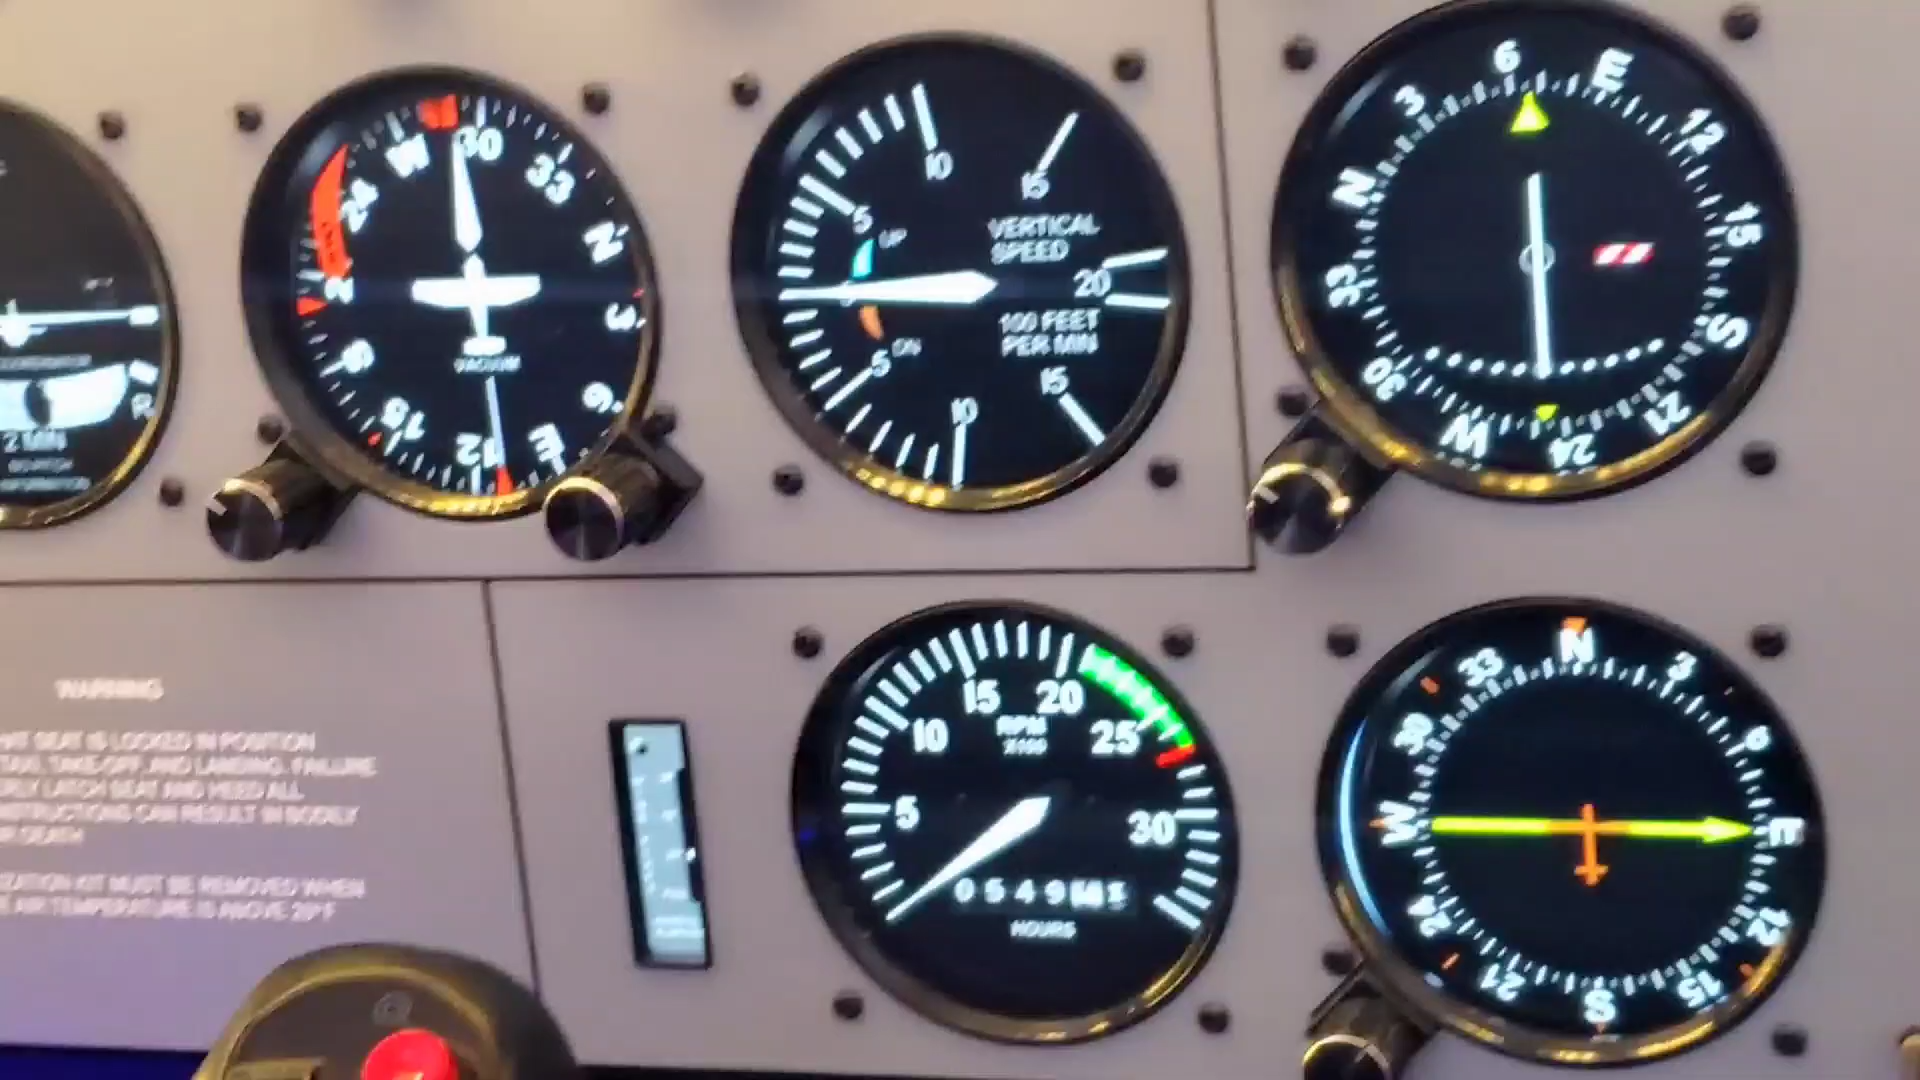 2 MIN
W
30
33
N
3
6
E
12
15
24
VACUUM
10
15
5
UP
VERTICAL
SPEED
20
100 FEET
PER MIN
DN
5
10
15
3
6
E
12
15
S
21
24
W
30
33
N
WARNING
SEAT IS LOCKED IN POSITION
TAXI, TAKE-OFF AND LANDING. FAILURE
LATCH SEAT AND HEED ALL
INSTRUCTIONS CAN RESULT IN BODILY
DEATH
KIT MUST BE REMOVED WHEN
AIR TEMPERATURE IS ABOVE 20°F
5
10
15
20
25
30
RPM
X100
0549
HOURS
N
3
6
E
12
15
S
21
24
W
30
33